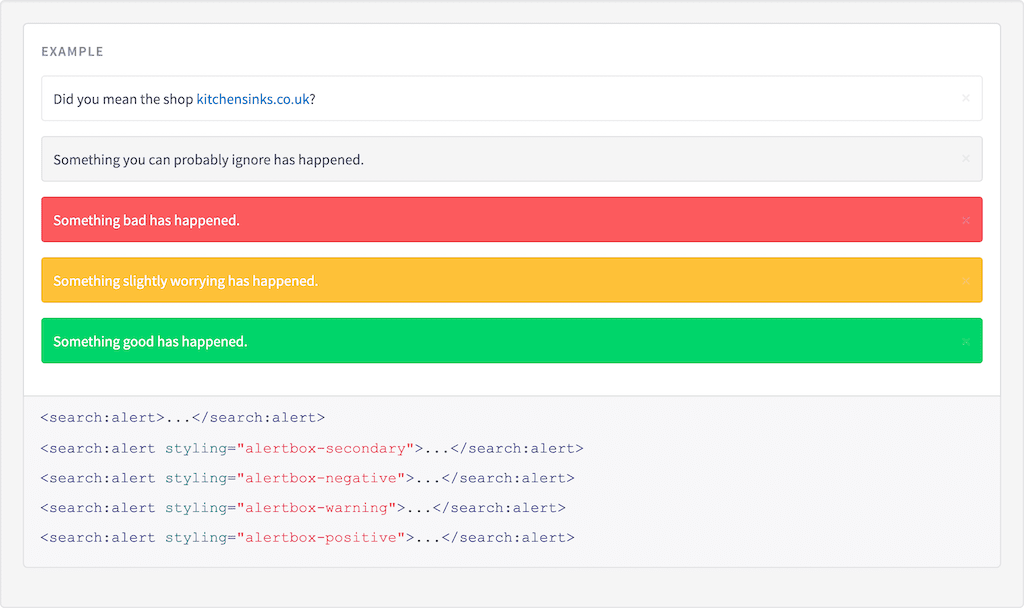 EXAMPLE
Did you mean the shop kitchensinks.co.uk?
Something you can probably ignore has happened.
Something bad has happened.
Something slightly worrying has happened.
Something good has happened.
<search:alert>...</search:alert>
<search:alert styling="alertbox-secondary">...</search:alert>
<search:alert styling="alertbox-negative">...</search:alert>
<search:alert styling="alertbox-warning">...</search:alert>
<search:alert styling="alertbox-positive">...</search:alert>